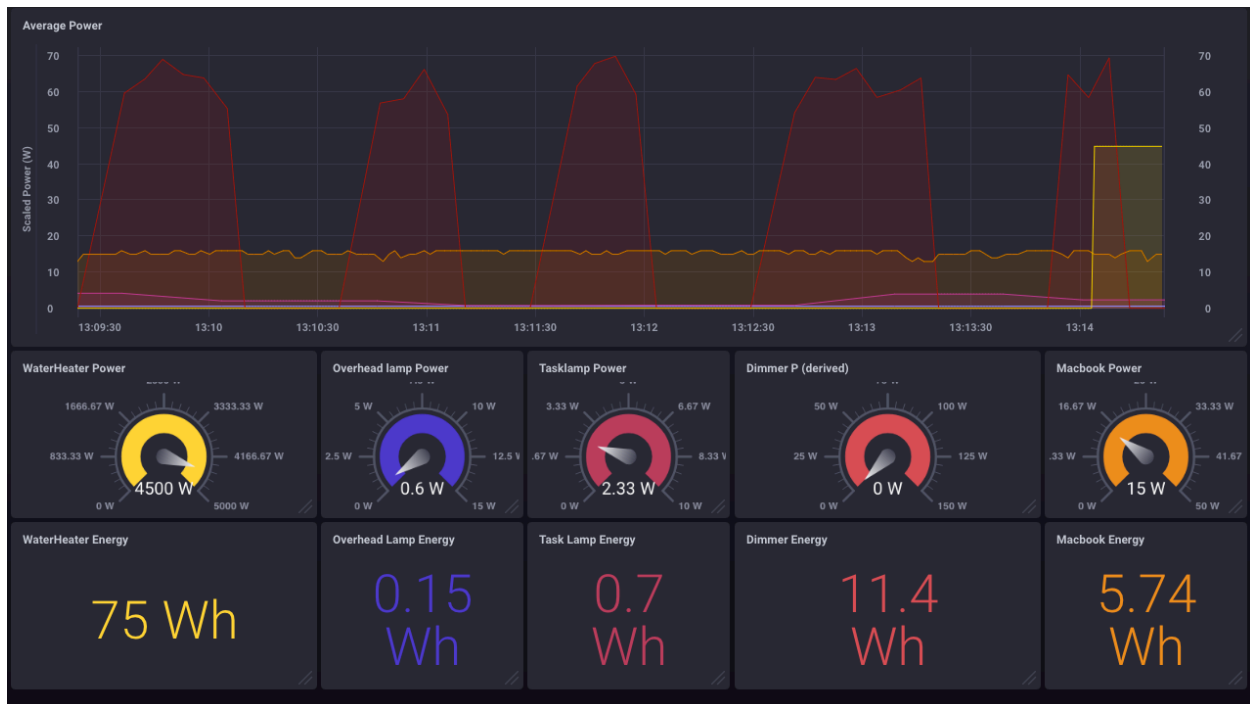 Average Power
70
70
60
60
50
50
40
40
30
30
20
20
10
10
0
0
Scaled Power (W)
13:09:30
13:10
13:10:30
13:11
13:11:30
13:12
13:12:30
13:13
13:13:30
13:14
WaterHeater Power
1666.67 W
3333.33 W
833.33 W
4166.67 W
4500 W
0 W
5000 W
Overhead lamp Power
5 W
10 W
2.5 W
12.5 W
0.6 W
0 W
15 W
Tasklamp Power
3.33 W
6.67 W
.67 W
8.33 W
2.33 W
0 W
10 W
Dimmer P (derived)
50 W
100 W
25 W
125 W
0 W
0 W
150 W
Macbook Power
16.67 W
33.33 W
.33 W
41.67
15 W
0 W
50 W
WaterHeater Energy
75 Wh
Overhead Lamp Energy
0.15
Wh
Task Lamp Energy
0.7
Wh
Dimmer Energy
11.4
Wh
Macbook Energy
5.74
Wh